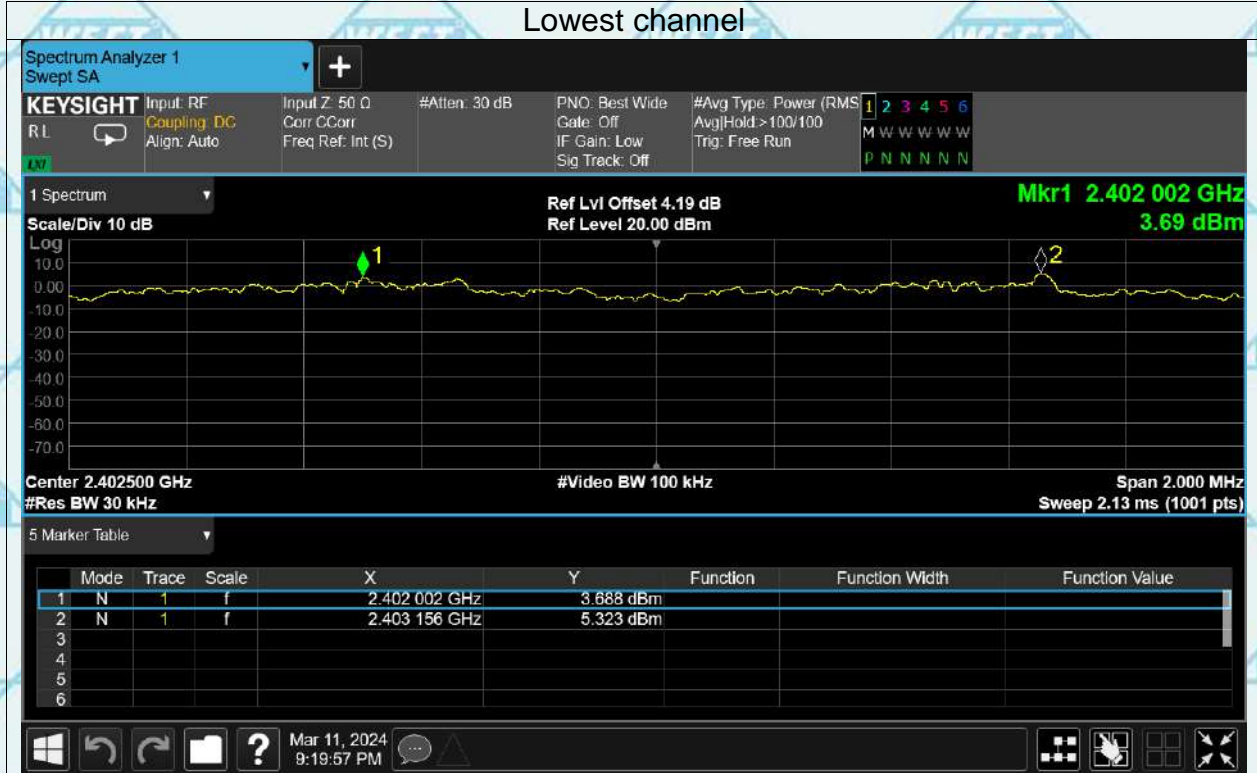 Lowest channel
Spectrum Analyzer 1
Swept SA
KEYSIGHT
RL
LXI
Input: RF
Coupling: DC
Align: Auto
Input Z: 50 Ω
Corr CCorr
Freq Ref: Int (S)
#Atten: 30 dB
PNO: Best Wide
Gate: Off
IF Gain: Low
Sig Track: Off
#Avg Type: Power (RMS
Avg|Hold:>100/100
Trig: Free Run
1 2 3 4 5 6
M W W W W W
P N N N N N
1 Spectrum
Scale/Div 10 dB
Ref Lvl Offset 4.19 dB
Ref Level 20.00 dBm
Mkr1 2.402 002 GHz
3.69 dBm
Log
10.0
0.00
-10.0
-20.0
-30.0
-40.0
-50.0
-60.0
-70.0
1
2
Center 2.402500 GHz
#Res BW 30 kHz
#Video BW 100 kHz
Span 2.000 MHz
Sweep 2.13 ms (1001 pts)
5 Marker Table
Mode Trace Scale X Y Function Function Width Function Value
1 N 1 f 2.402 002 GHz 3.688 dBm
2 N 1 f 2.403 156 GHz 5.323 dBm
3
4
5
6
?
Mar 11, 2024
9:19:57 PM